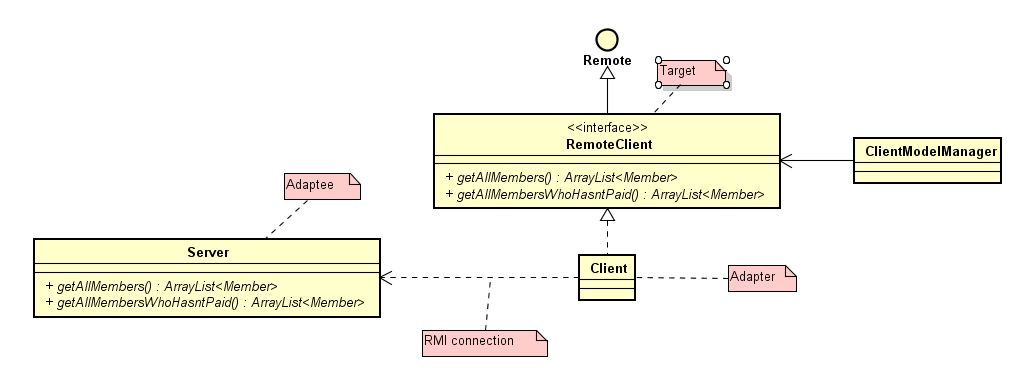 Remote
Target
<<interface>>
RemoteClient
+ getAllMembers() : ArrayList<Member>
+ getAllMembersWhoHasntPaid() : ArrayList<Member>
ClientModelManager
Adaptee
Server
+ getAllMembers() : ArrayList<Member>
+ getAllMembersWhoHasntPaid() : ArrayList<Member>
Client
Adapter
RMI connection